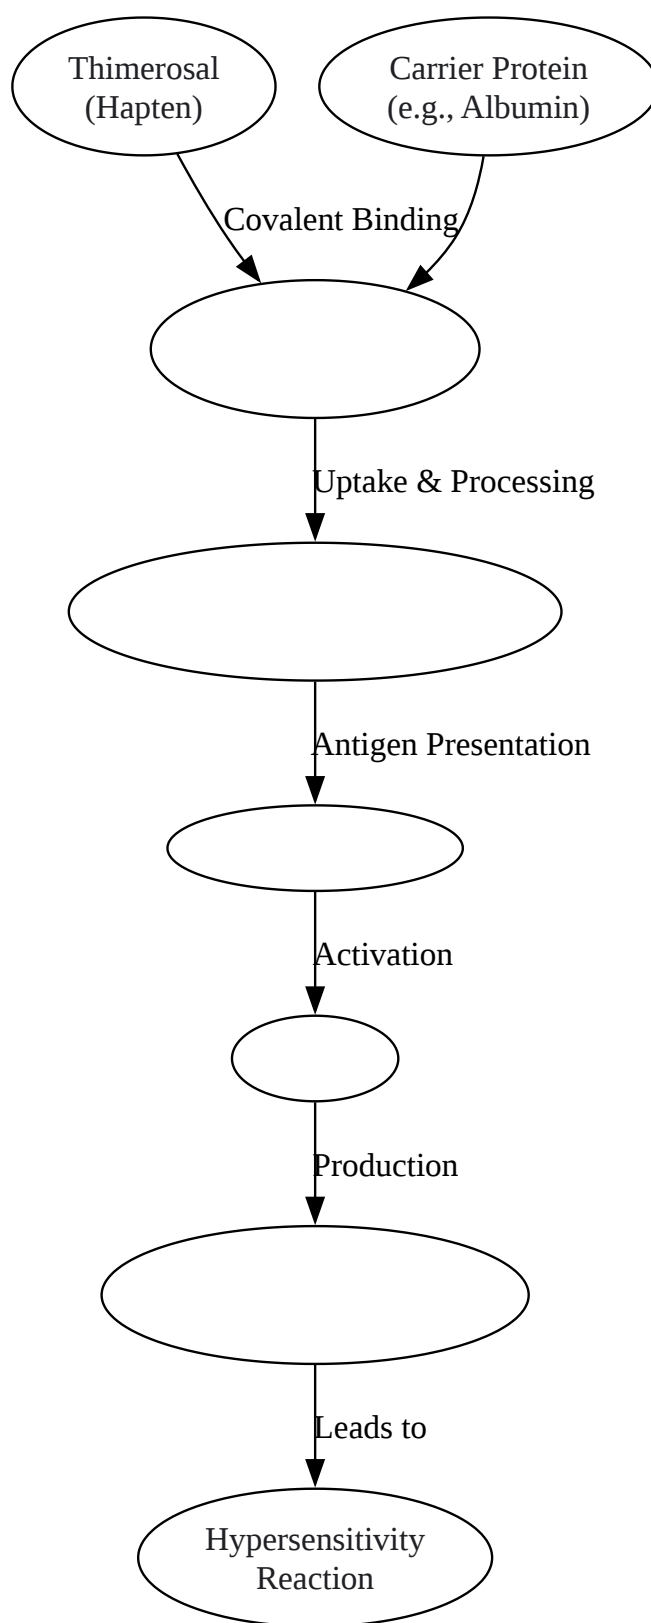 Thimerosal
(Hapten)
Carrier Protein
(e.g., Albumin)
Covalent Binding
Uptake & Processing
Antigen Presentation
Activation
Production
Leads to
Hypersensitivity
Reaction